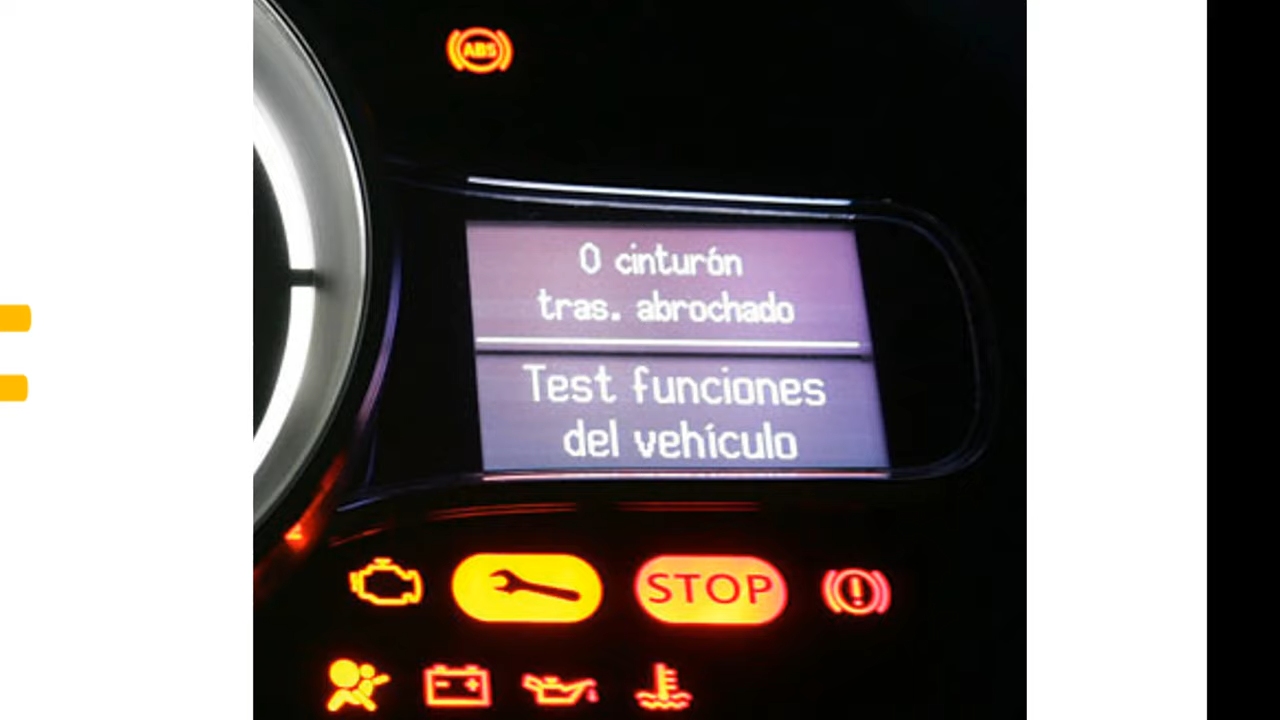 ABS
0 cinturón
tras. abrochado
Test funciones
del vehículo
STOP